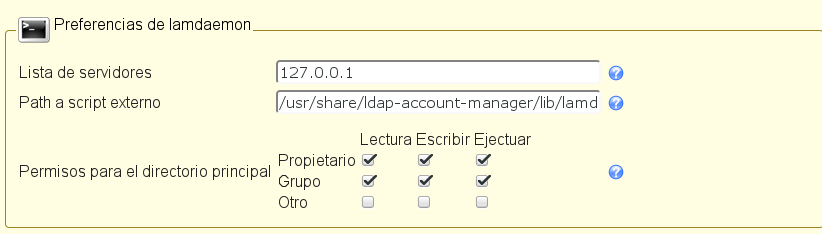 Preferencias de lamdaemon
Lista de servidores 127.0.0.1
Path a script externo /usr/share/ldap-account-manager/lib/lamd
Lectura Escribir Ejectuar
Propietario
Permisos para el directorio principal Grupo
Otro